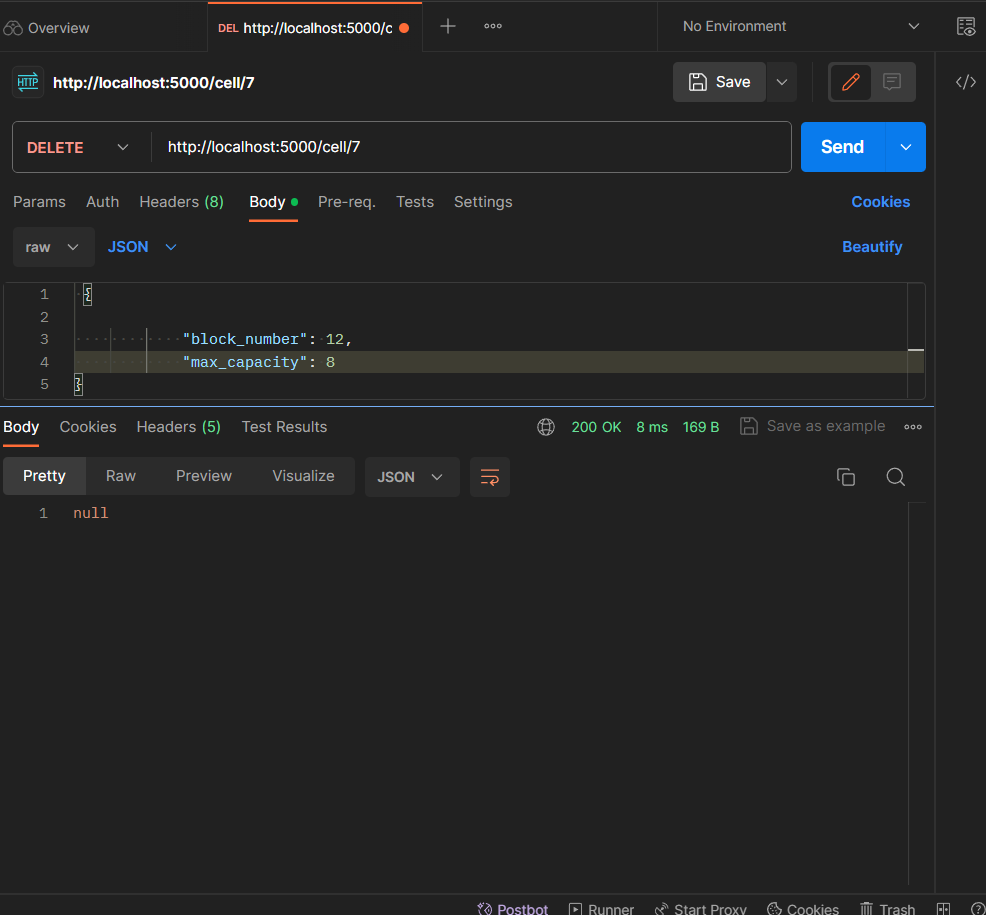 Overview
DEL http://localhost:5000/c
No Environment
HTTP http://localhost:5000/cell/7
Save
DELETE http://localhost:5000/cell/7
Send
Params Auth Headers (8) Body Pre-req. Tests Settings Cookies
raw JSON Beautify
1 {
2
3 "block_number": 12,
4 "max_capacity": 8
5 }
Body Cookies Headers (5) Test Results 200 OK 8 ms 169 B Save as example
Pretty Raw Preview Visualize JSON
1 null
Postbot Runner Start Proxy Cookies Trash